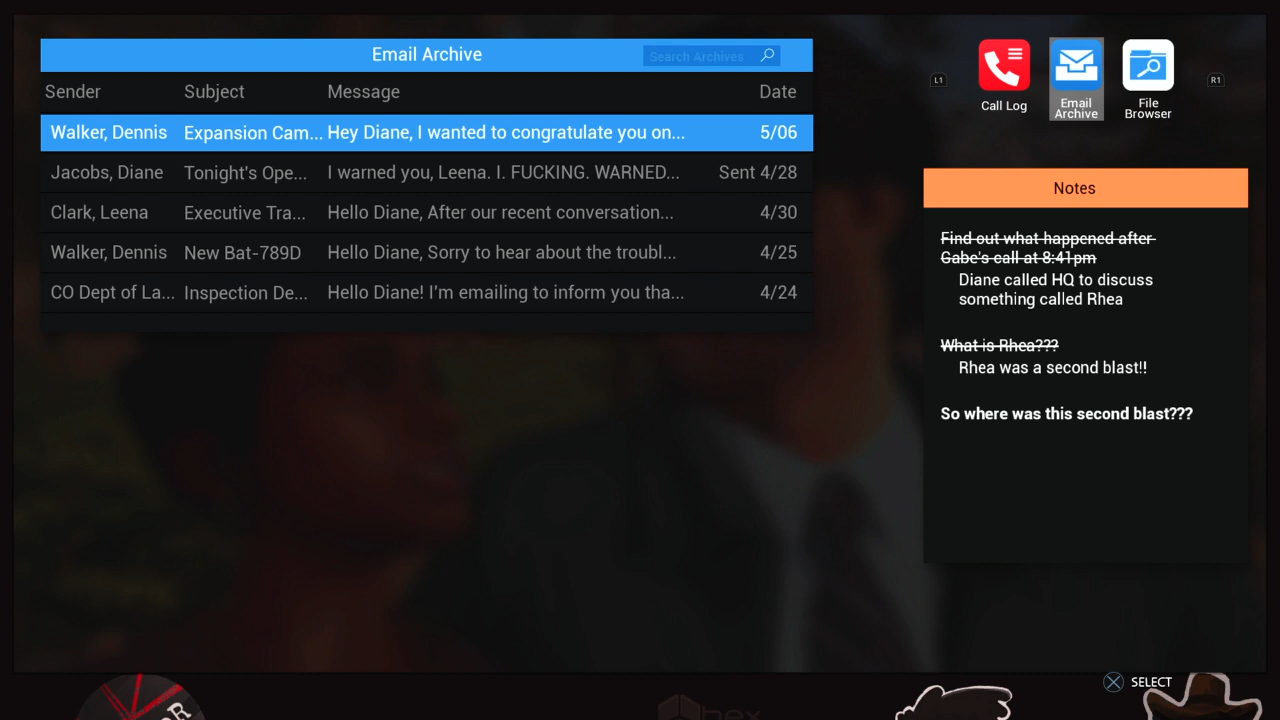 Email Archive
Search Archives
Sender Subject Message Date
Walker, Dennis Expansion Cam... Hey Diane, I wanted to congratulate you on... 5/06
Jacobs, Diane Tonight's Ope... I warned you, Leena. I. FUCKING. WARNED... Sent 4/28
Clark, Leena Executive Tra... Hello Diane, After our recent conversation... 4/30
Walker, Dennis New Bat-789D Hello Diane, Sorry to hear about the troubl... 4/25
CO Dept of La... Inspection De... Hello Diane! I'm emailing to inform you tha... 4/24
L1
Call Log
Email
Archive
File
Browser
R1
Notes
Find out what happened after
Gabe's call at 8:41pm
Diane called HQ to discuss
something called Rhea
What is Rhea???
Rhea was a second blast!!
So where was this second blast???
SELECT